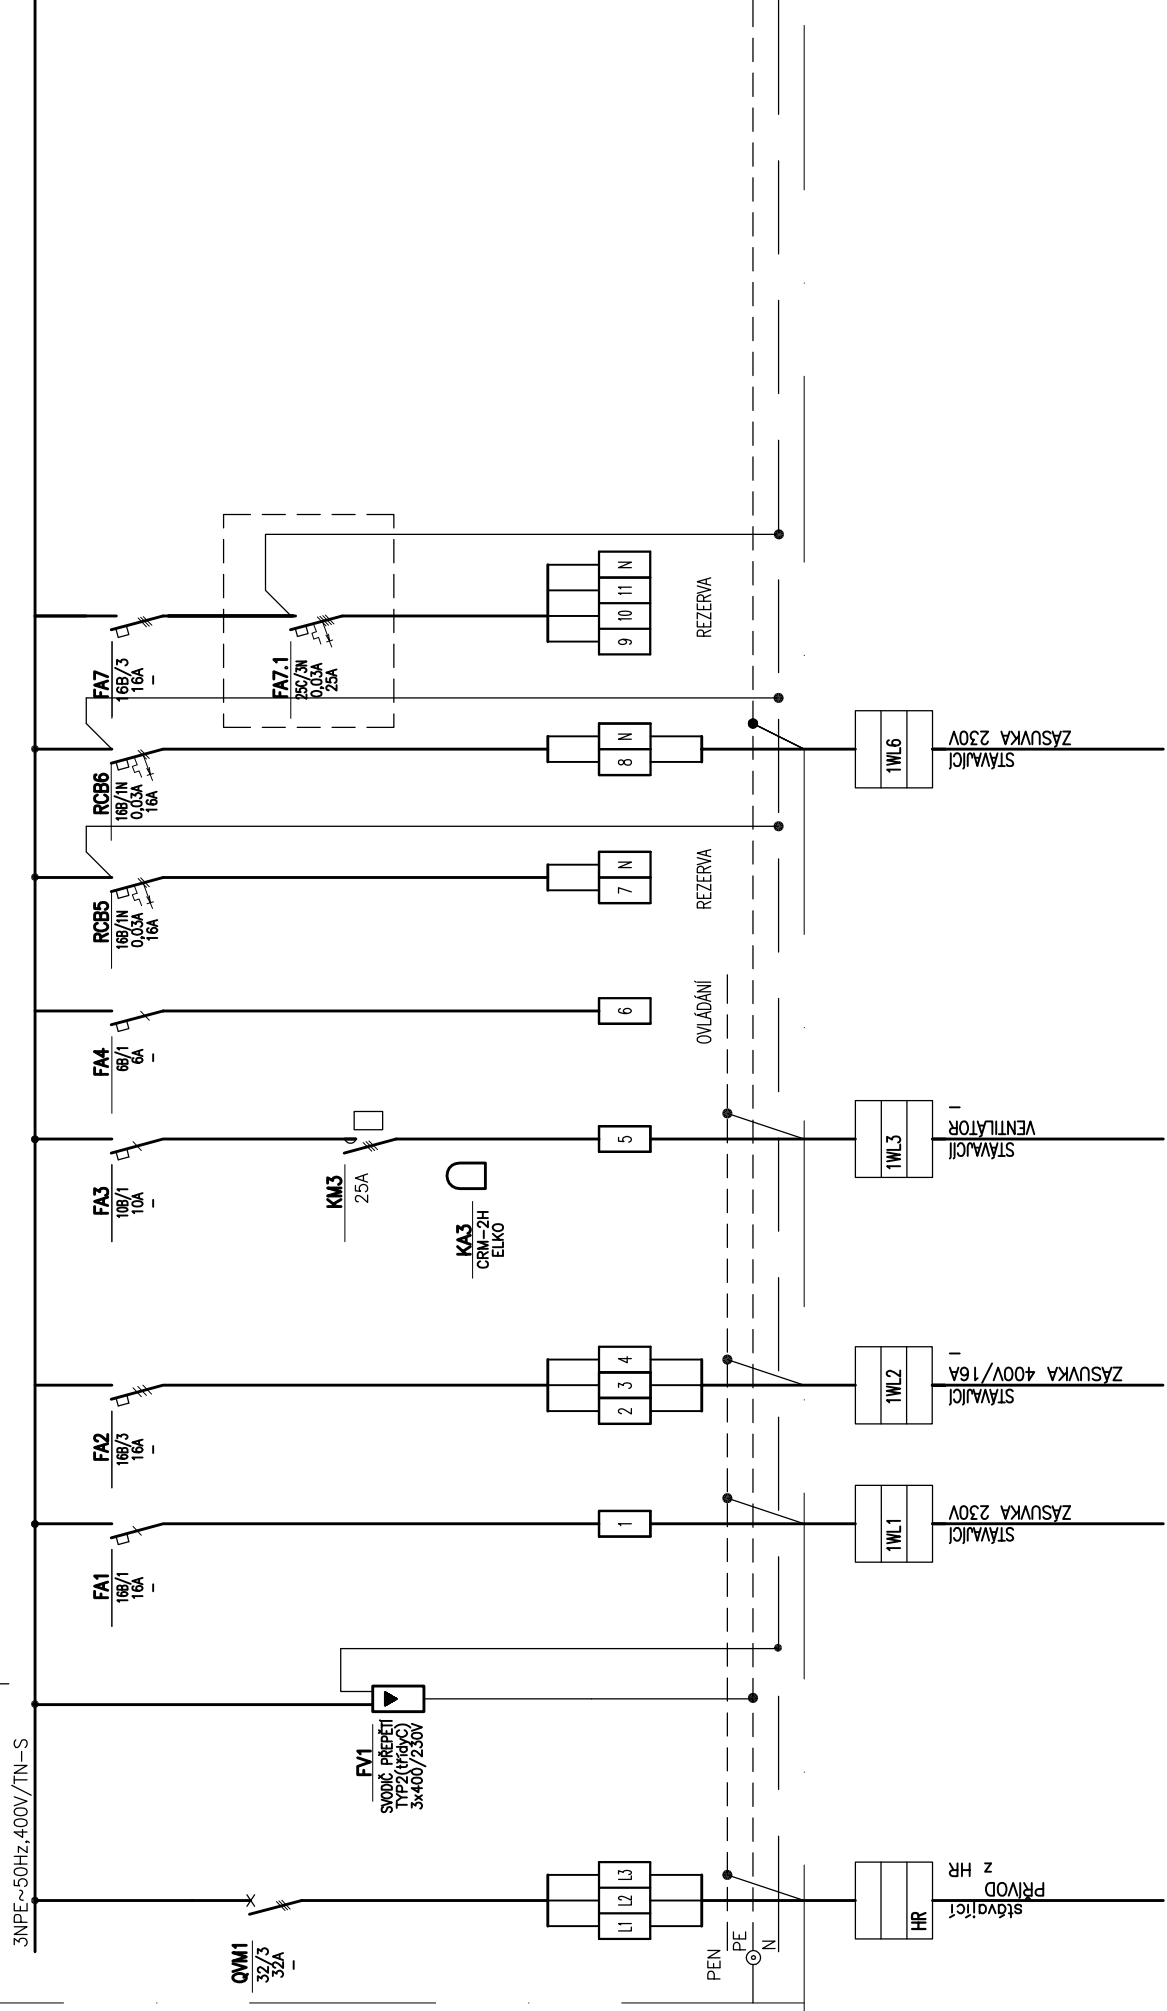 3NPE~50Hz,400V/TN-S
QVM1
32/3
32A
-
L1 L2 L3
PEN
PE
N
HR
stávající
PŘÍVOD
z HR
FV1
SVODIČ PŘEPĚTÍ
TYP2(třídyC)
3x400/230V
FA1
16B/1
16A
-
1
1WL1
STÁVAJÍCÍ
ZÁSUVKA 230V
FA2
16B/3
16A
-
2 3 4
1WL2
STÁVAJÍCÍ
ZÁSUVKA 400V/16A
-
FA3
10B/1
10A
-
KM3
25A
KA3
CRM-2H
ELKO
5
1WL3
STÁVAJCÍÍ
VENTILÁTOR
-
FA4
6B/1
6A
-
6
OVLÁDÁNÍ
RCB5
16B/1N
0,03A
16A
7 N
REZERVA
RCB6
16B/1N
0,03A
16A
8 N
1WL6
STÁVAJÍCÍ
ZÁSUVKA 230V
FA7
16B/3
16A
-
FA7.1
25C/3N
0,03A
25A
9 10 11 N
REZERVA